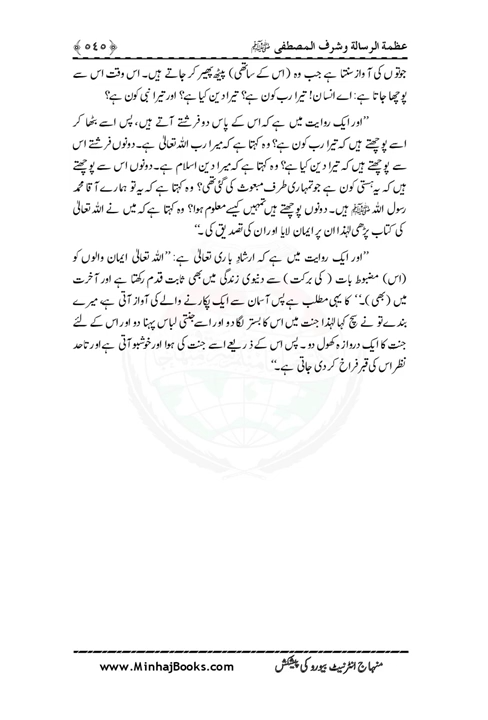 عظمة الرسالة وشرف المصطفى ﷺ ﴿٥٤٥﴾
جوتوں کی آواز سنتا ہے جب وہ (اس کے ساتھی) پیٹھ پھیر کر جاتے ہیں۔ اس وقت اس سے
پوچھا جاتا ہے: اے انسان! تیرا رب کون ہے؟ تیرا دین کیا ہے؟ اور تیرا نبی کون ہے؟
’’اور ایک روایت میں ہے کہ اس کے پاس دو فرشتے آتے ہیں، پس اسے بٹھا کر
اسے پوچھتے ہیں کہ تیرا رب کون ہے؟ وہ کہتا ہے کہ میرا رب اللہ تعالیٰ ہے۔ دونوں فرشتے اس
سے پوچھتے ہیں کہ تیرا دین کیا ہے؟ وہ کہتا ہے کہ میرا دین اسلام ہے۔ دونوں اس سے پوچھتے
ہیں کہ یہ ہستی کون ہے جو تمہاری طرف مبعوث کی گئی تھی؟ وہ کہتا ہے کہ یہ تو ہمارے آقا محمد
رسول اللہ ﷺ ہیں۔ دونوں پوچھتے ہیں تمہیں کیسے معلوم ہوا؟ وہ کہتا ہے کہ میں نے اللہ تعالیٰ
کی کتاب پڑھی لہٰذا ان پر ایمان لایا اور ان کی تصدیق کی۔‘‘
’’اور ایک روایت میں ہے کہ ارشادِ باری تعالیٰ ہے: ’’اللہ تعالیٰ ایمان والوں کو
(اس) مضبوط بات (کی برکت) سے دنیوی زندگی میں بھی ثابت قدم رکھتا ہے اور آخرت
میں (بھی)۔‘‘ کا یہی مطلب ہے پس آسمان سے ایک پکارنے والے کی آواز آتی ہے میرے
بندے تو نے سچ کہا لہٰذا جنت میں اس کا بستر لگا دو اور اسے جنتی لباس پہنا دو اور اس کے لئے
جنت کا ایک دروازہ کھول دو۔ پس اس کے ذریعے اسے جنت کی ہوا اور خوشبو آتی ہے اور تاحد
نظر اس کی قبر فراخ کر دی جاتی ہے۔‘‘
منہاج انٹرنیٹ بیورو کی پیشکش www.MinhajBooks.com